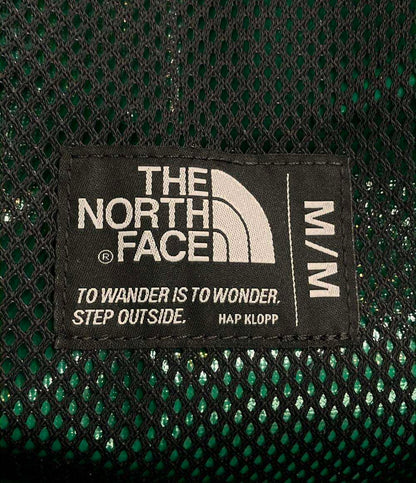 THE
NORTH
FACE
®
TO WANDER IS TO WONDER.
STEP OUTSIDE. HAP KLOPP
M/M